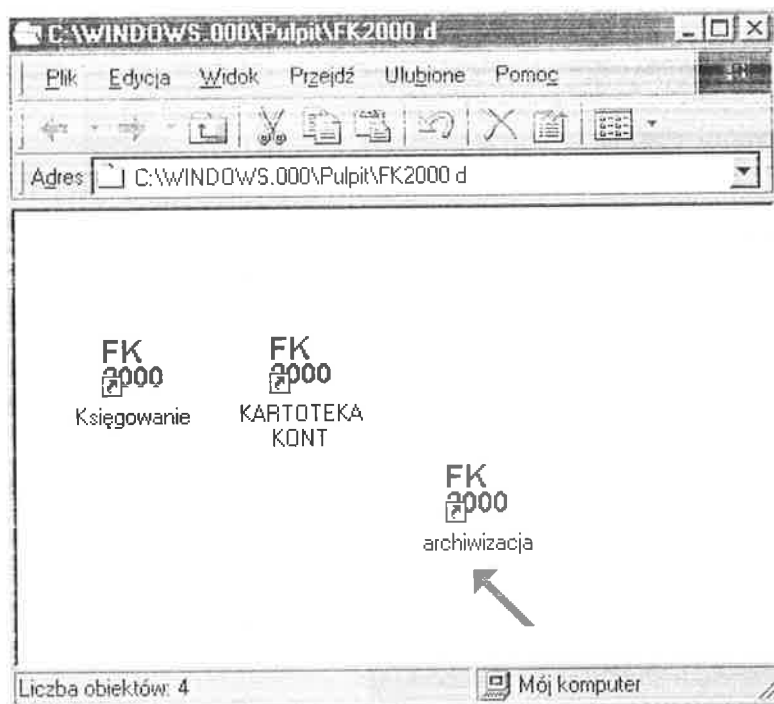 C:\WINDOWS.000\Pulpit\FK2000 d
Plik Edycja Widok Przejdź Ulubione Pomoc
Adres C:\WINDOWS.000\Pulpit\FK2000 d
FK
2000
Księgowanie
FK
2000
KARTOTEKA
KONT
FK
2000
archiwizacja
Liczba obiektów: 4 Mój komputer